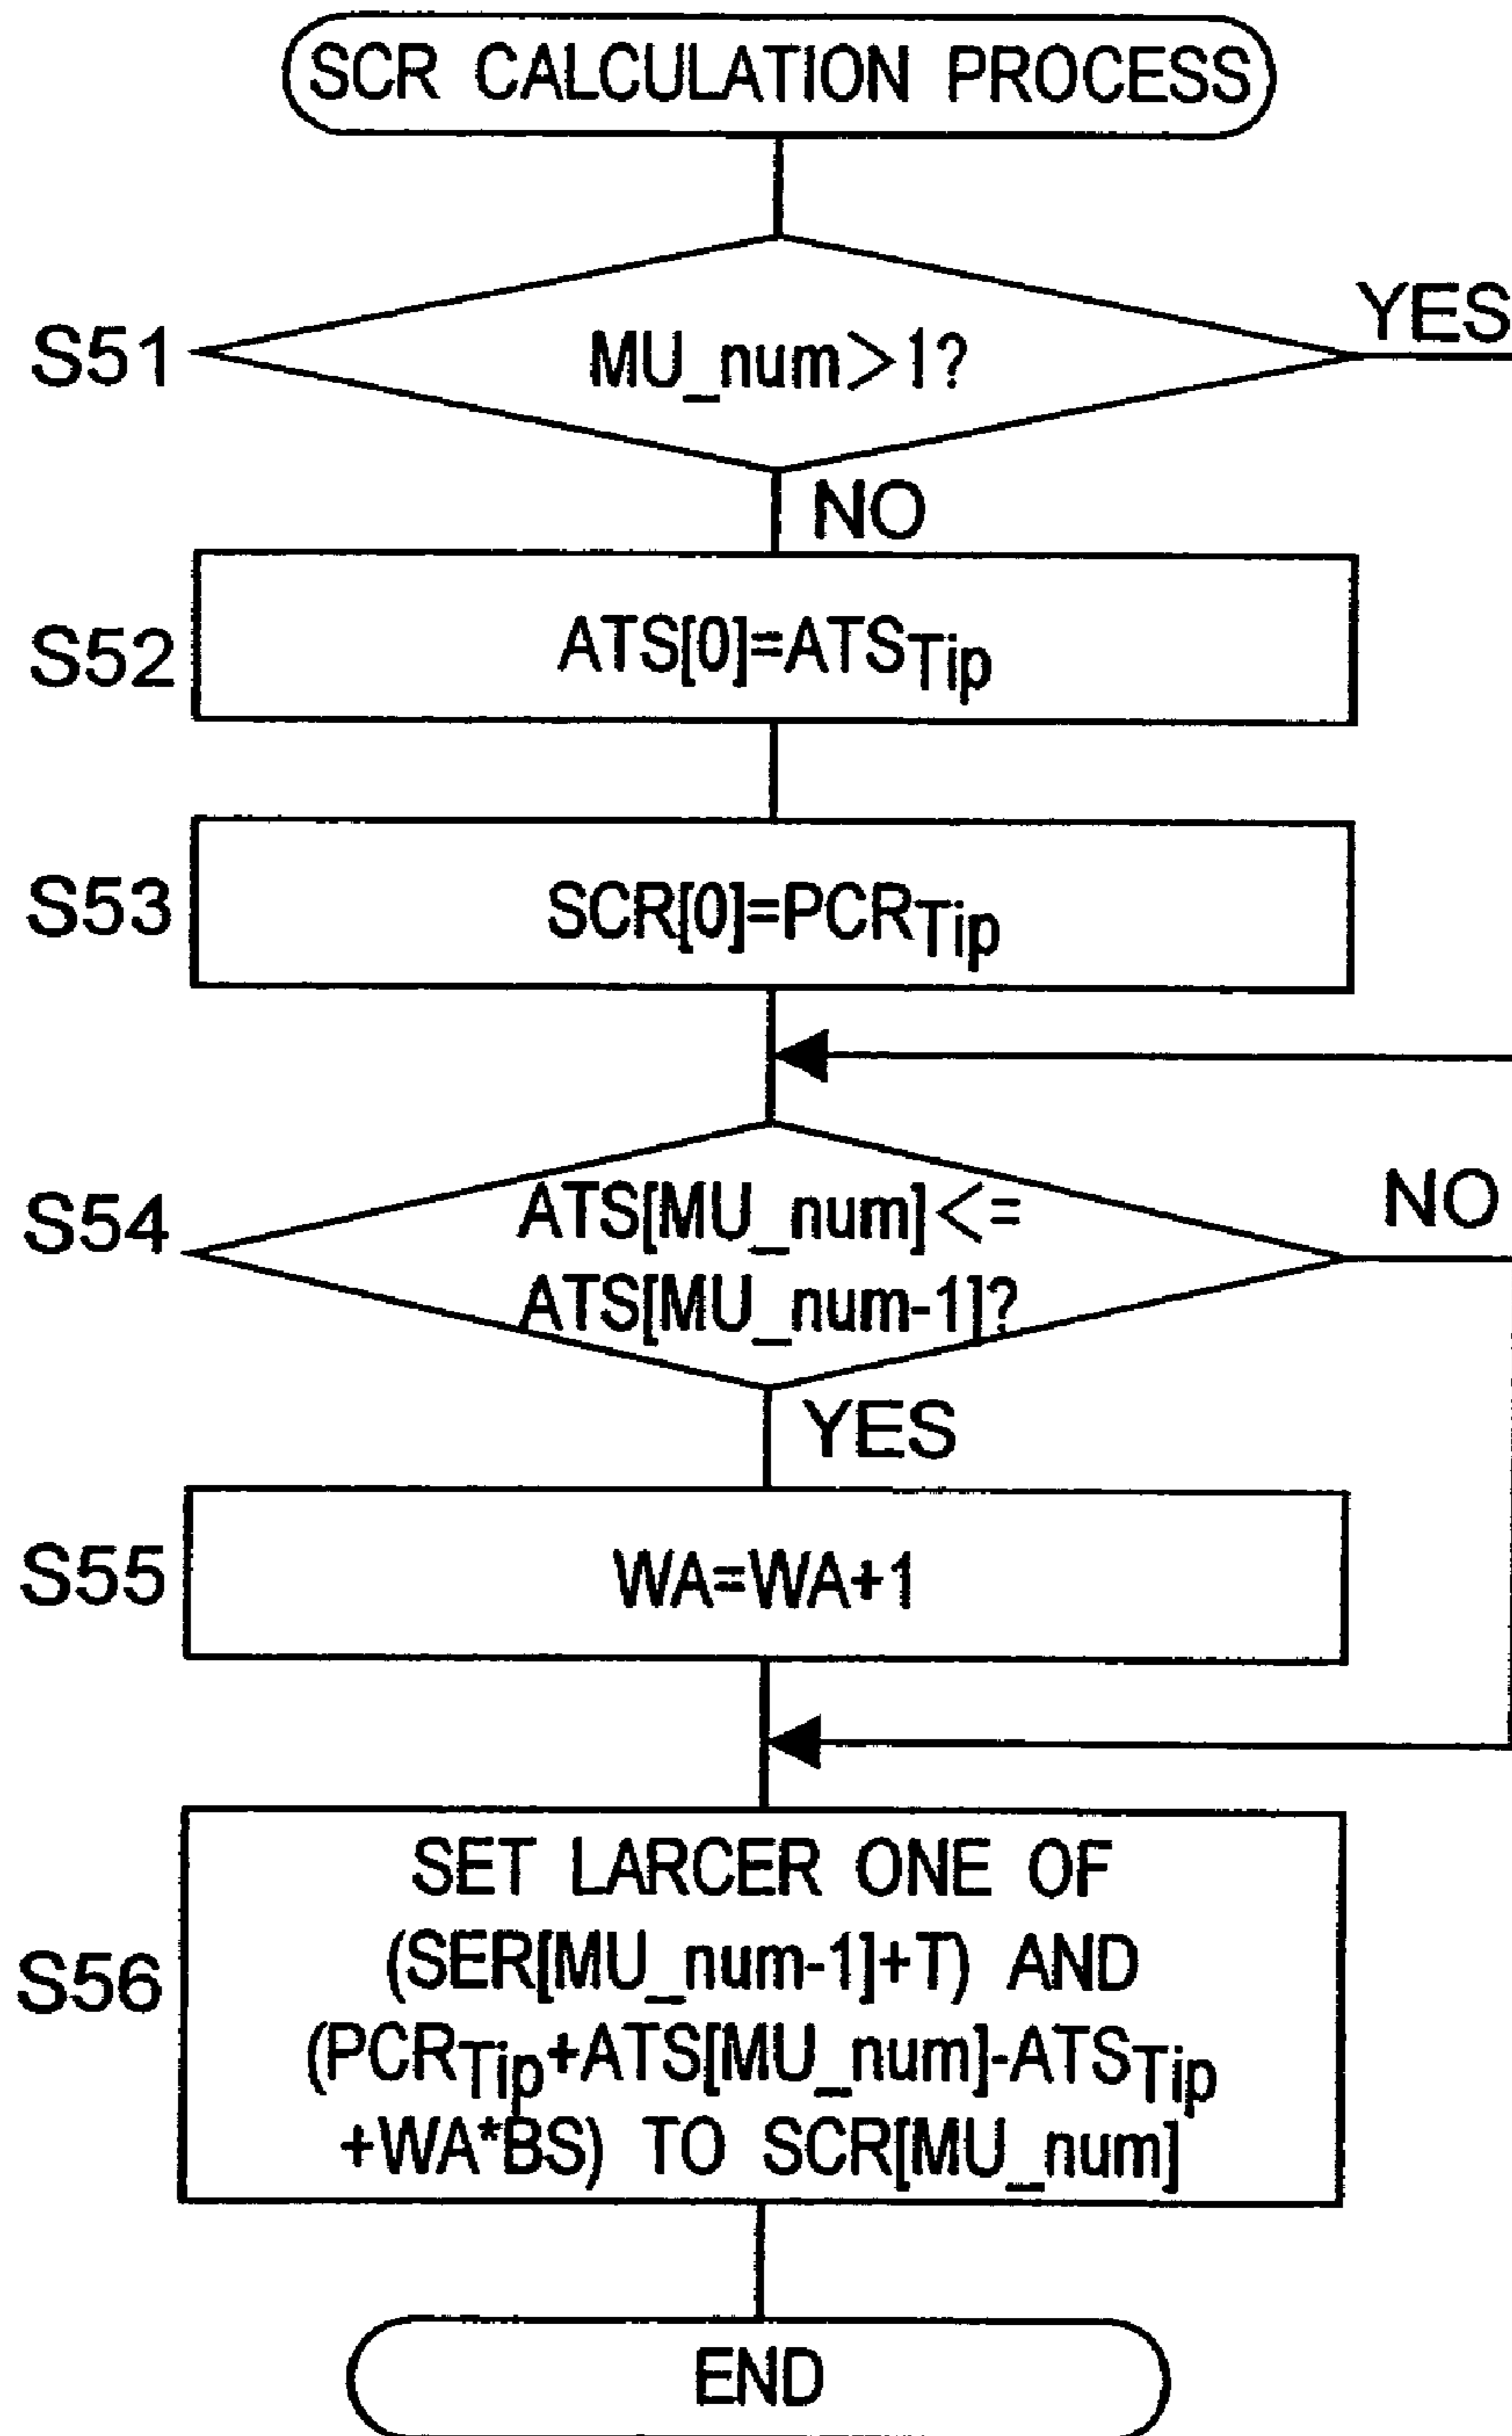 SCR CALCULATION PROCESS
YES
S51
MU_num>1?
NO
S52
ATS[0]=ATSTip
S53
SCR[0]=PCRTip
S54
ATS[MU_num]<=
ATS[MU_num-1]?
NO
YES
S55
WA=WA+1
S56
SET LARCER ONE OF
(SER[MU_num-1]+T) AND
(PCRTip+ATS[MU_num]-ATSTip
+WA*BS) TO SCR[MU_num]
END